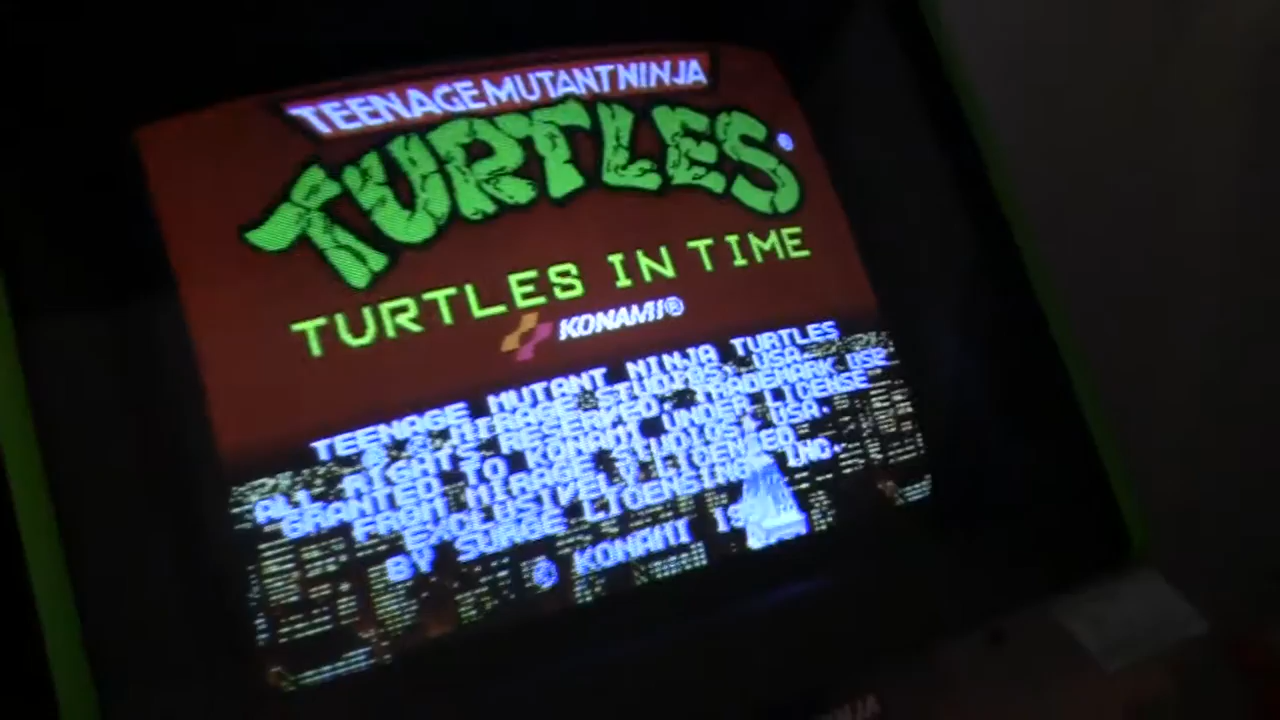 TEENAGE MUTANT NINJA
TURTLES®
TURTLES IN TIME
KONAMI®
TEENAGE MUTANT NINJA TURTLES
MIRAGE STUDIOS, USA.
ALL RIGHTS RESERVED. TRADEMARK USE
GRANTED TO KONAMI UNDER LICENSE
FROM MIRAGE STUDIOS, USA.
EXCLUSIVELY LICENSED
BY SURGE LICENSING INC.
© KONAMI
NINJA